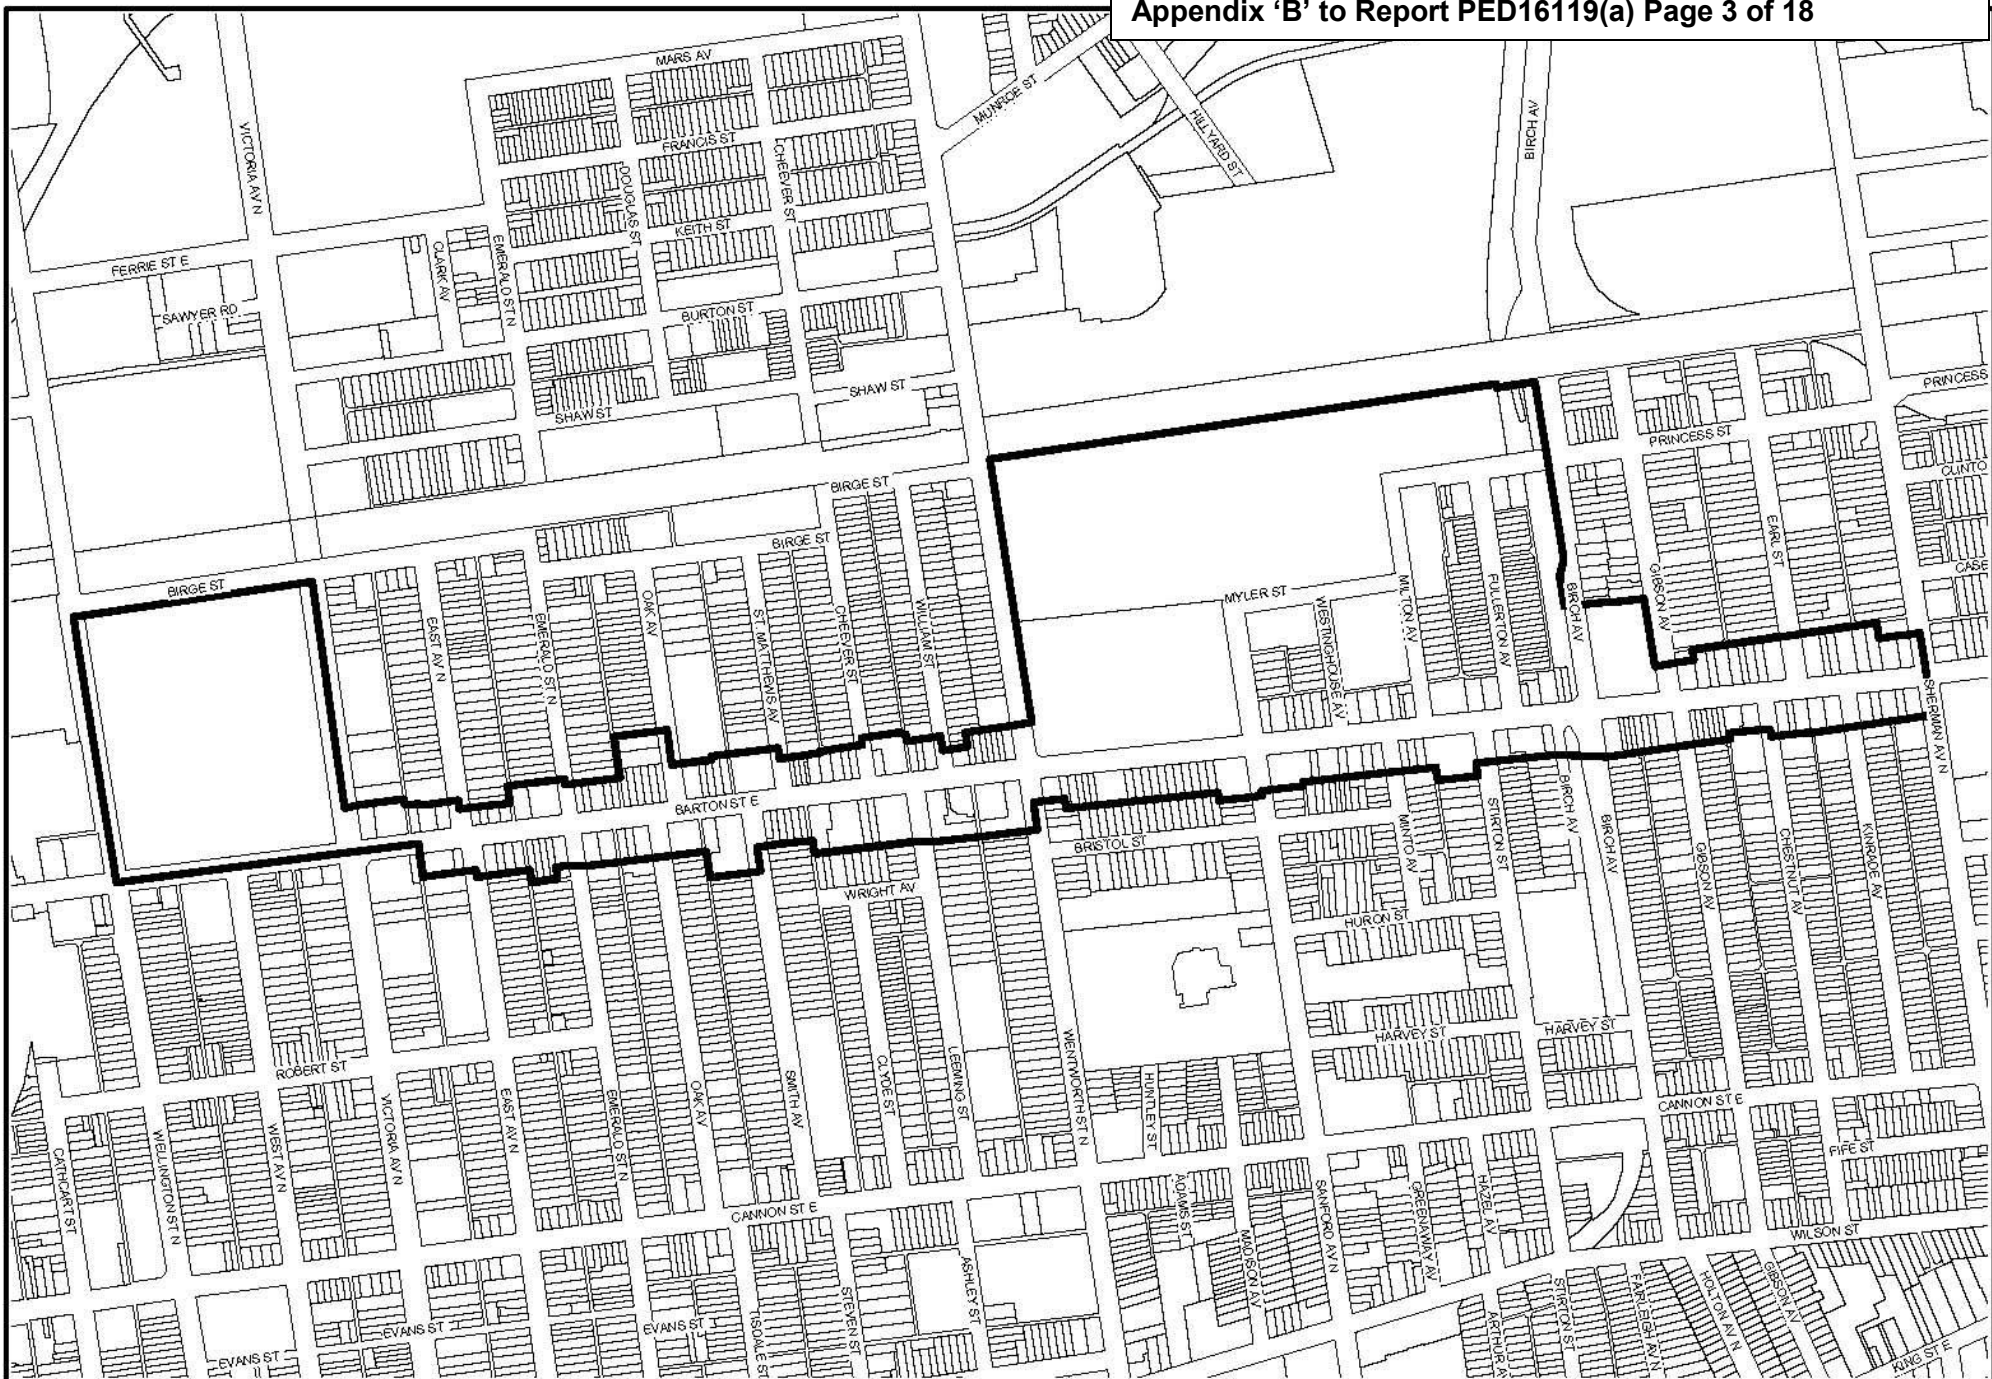 Appendix ‘B’ to Report PED16119(a) Page 3 of 18
MARS AV
MUNROE ST
HILLYARD ST
BIRCH AV
VICTORIA AV N
FRANCIS ST
CHEEVER ST
DOUGLAS ST
KEITH ST
CLARK AV
EMERALD ST N
FERRIE ST E
SAWYER RD
BURTON ST
SHAW ST
SHAW ST
PRINCESS
PRINCESS ST
CLINTO
BIRGE ST
BIRGE ST
BIRGE ST
EARL ST
CASE
EAST AV N
EMERALD ST N
OAK AV
ST. MATTHEWS AV
CHEEVER ST
WILLIAM ST
MYLER ST
WESTINGHOUSE AV
MILTON AV
FULLERTON AV
BIRCH AV
GIBSON AV
SHERMAN AV N
BARTON ST E
BRISTOL ST
MINTO AV
STIRTON ST
BIRCH AV
BIRCH AV
GIBSON AV
CHESTNUT AV
KINRADE AV
WRIGHT AV
HURON ST
HARVEY ST
HARVEY ST
ROBERT ST
CLYDE ST
LEEMING ST
WENTWORTH ST N
HUNTLEY ST
CATHCART ST
WELLINGTON ST N
WEST AV N
VICTORIA AV N
EAST AV N
EMERALD ST N
OAK AV
SMITH AV
CANNON ST E
CANNON ST E
FIFE ST
ADAMS ST
MADISON AV
SANFORD AV N
GREENAWAY AV
HAZEL AV
WILSON ST
EVANS ST
EVANS ST
EVANS ST
TISDALE ST
STEVEN ST
ASHLEY ST
ARTHUR AV
STIRTON ST
FAIRLEIGH AV N
HOLTON AV N
GIBSON AV
KING ST E